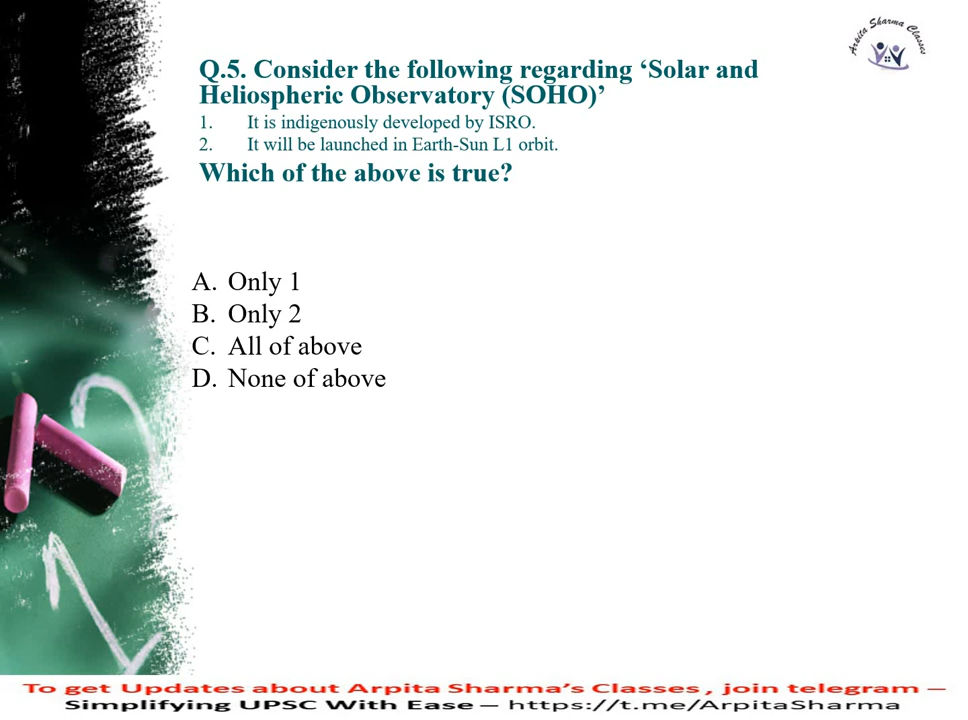 Arpita Sharma Classes
Q.5. Consider the following regarding ‘Solar and
Heliospheric Observatory (SOHO)’
1. It is indigenously developed by ISRO.
2. It will be launched in Earth-Sun L1 orbit.
Which of the above is true?
A. Only 1
B. Only 2
C. All of above
D. None of above
To get Updates about Arpita Sharma’s Classes , join telegram –
Simplifying UPSC With Ease – https://t.me/ArpitaSharma